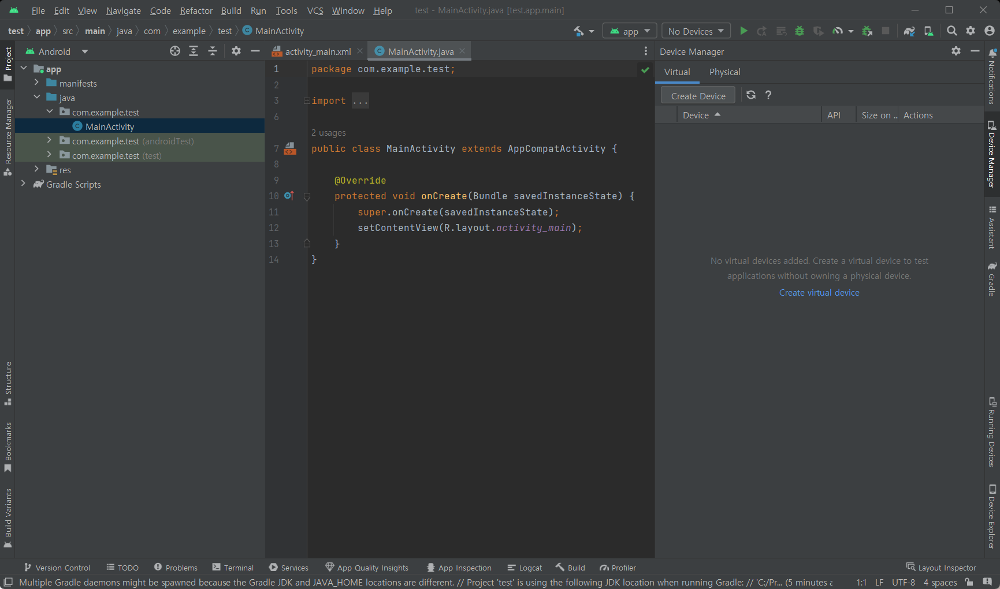 File Edit View Navigate Code Refactor Build Run Tools VCS Window Help test - MainActivity.java [test.app.main]
test app src main java com example test MainActivity app No Devices
Project
Resource Manager
Structure
Bookmarks
Build Variants
Android
app
manifests
java
com.example.test
MainActivity
com.example.test (androidTest)
com.example.test (test)
res
Gradle Scripts
activity_main.xml MainActivity.java
1 package com.example.test;
2
3 import ...
6
2 usages
7 public class MainActivity extends AppCompatActivity {
8
9 @Override
10 protected void onCreate(Bundle savedInstanceState) {
11 super.onCreate(savedInstanceState);
12 setContentView(R.layout.activity_main);
13 }
14 }
Device Manager
Virtual Physical
Create Device ?
Device API Size on .. Actions
No virtual devices added. Create a virtual device to test
applications without owning a physical device.
Create virtual device
Notifications
Device Manager
Assistant
Gradle
Running Devices
Device Explorer
Version Control TODO Problems Terminal Services App Quality Insights App Inspection Logcat Build Profiler Layout Inspector
Multiple Gradle daemons might be spawned because the Gradle JDK and JAVA_HOME locations are different. // Project 'test' is using the following JDK location when running Gradle: // 'C:/Pr... (5 minutes a 1:1 LF UTF-8 4 spaces